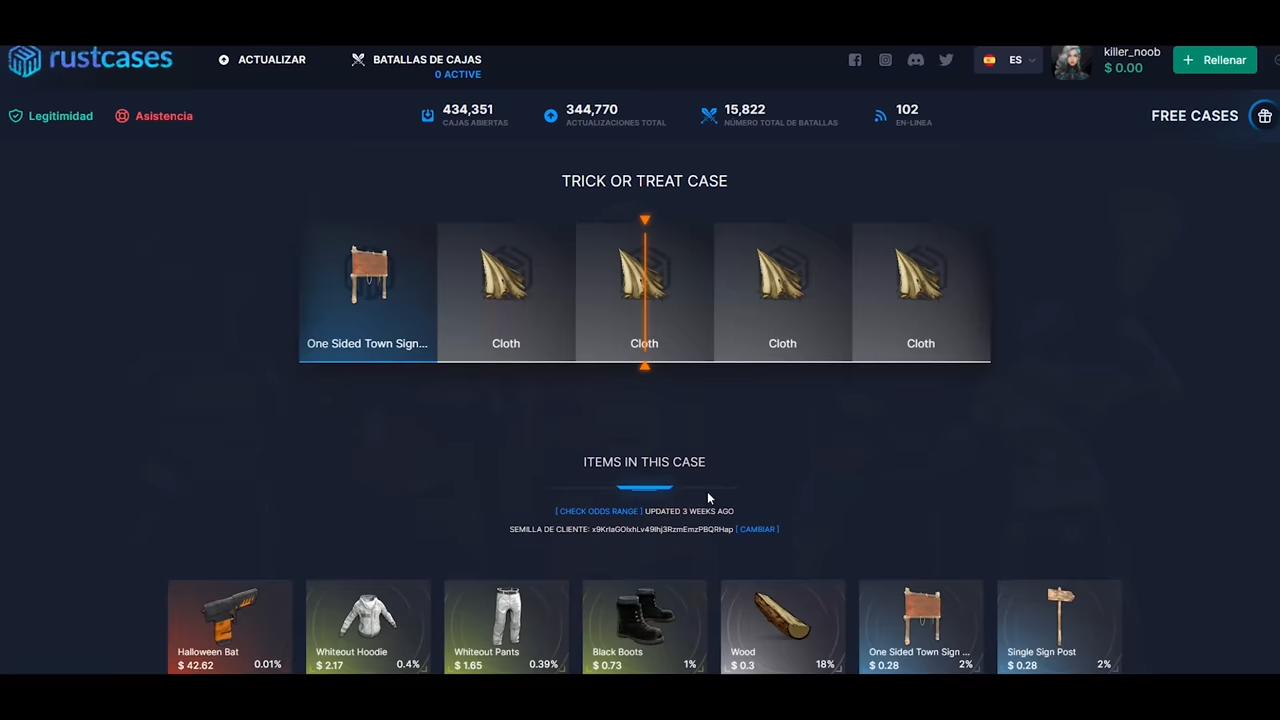 rustcases
ACTUALIZAR
BATALLAS DE CAJAS
0 ACTIVE
ES
killer_noob
$ 0.00
Rellenar
Legitimidad
Asistencia
434,351
CAJAS ABIERTAS
344,770
ACTUALIZACIONES TOTAL
15,822
NÚMERO TOTAL DE BATALLAS
102
EN-LINEA
FREE CASES
TRICK OR TREAT CASE
One Sided Town Sign...
Cloth
Cloth
Cloth
Cloth
ITEMS IN THIS CASE
[ CHECK ODDS RANGE ] UPDATED 3 WEEKS AGO
SEMILLA DE CLIENTE: [ CAMBIAR ]
Halloween Bat
$ 42.62 0.01%
Whiteout Hoodie
$ 2.17 0.4%
Whiteout Pants
$ 1.65 0.39%
Black Boots
$ 0.73 1%
Wood
$ 0.3 18%
One Sided Town Sign ...
$ 0.28 2%
Single Sign Post
$ 0.28 2%